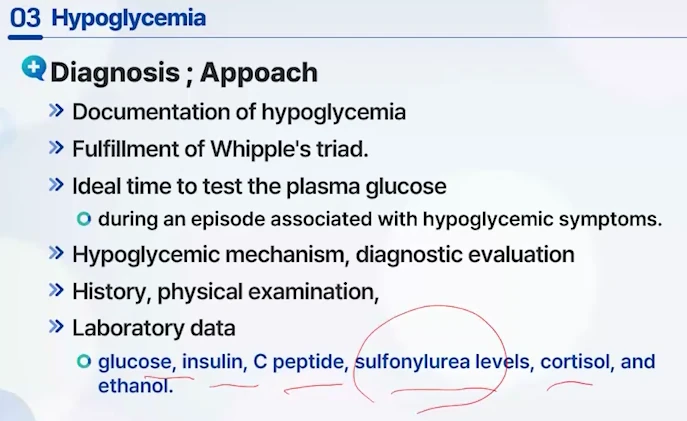 03 Hypoglycemia
Diagnosis ; Appoach
Documentation of hypoglycemia
Fulfillment of Whipple's triad.
Ideal time to test the plasma glucose
during an episode associated with hypoglycemic symptoms.
Hypoglycemic mechanism, diagnostic evaluation
History, physical examination,
Laboratory data
glucose, insulin, C peptide, sulfonylurea levels, cortisol, and
ethanol.